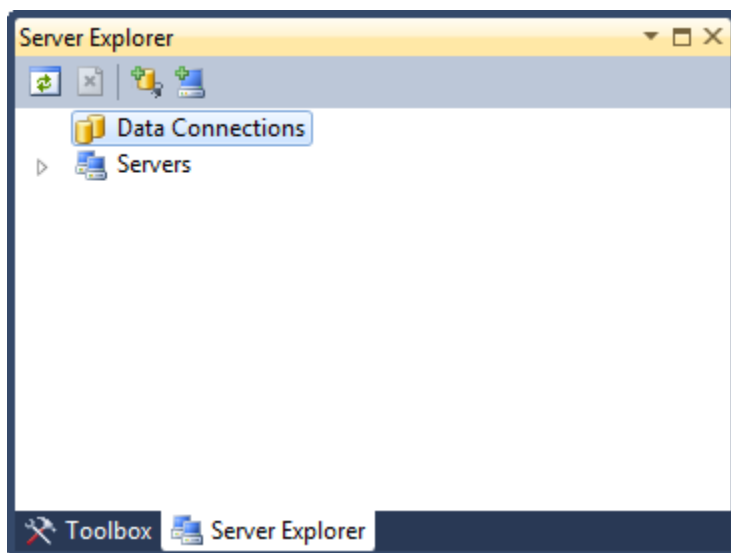 Server Explorer
Data Connections
Servers
Toolbox Server Explorer